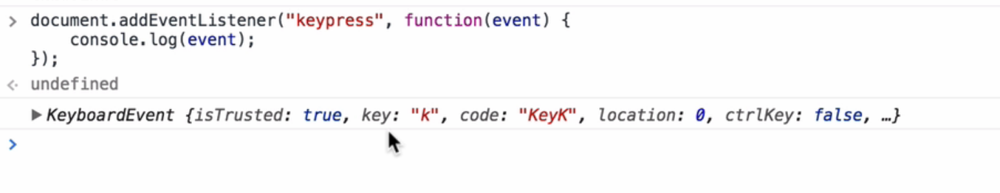 > document.addEventListener("keypress", function(event) {
console.log(event);
});
undefined
KeyboardEvent {isTrusted: true, key: "k", code: "KeyK", location: 0, ctrlKey: false, …}
>